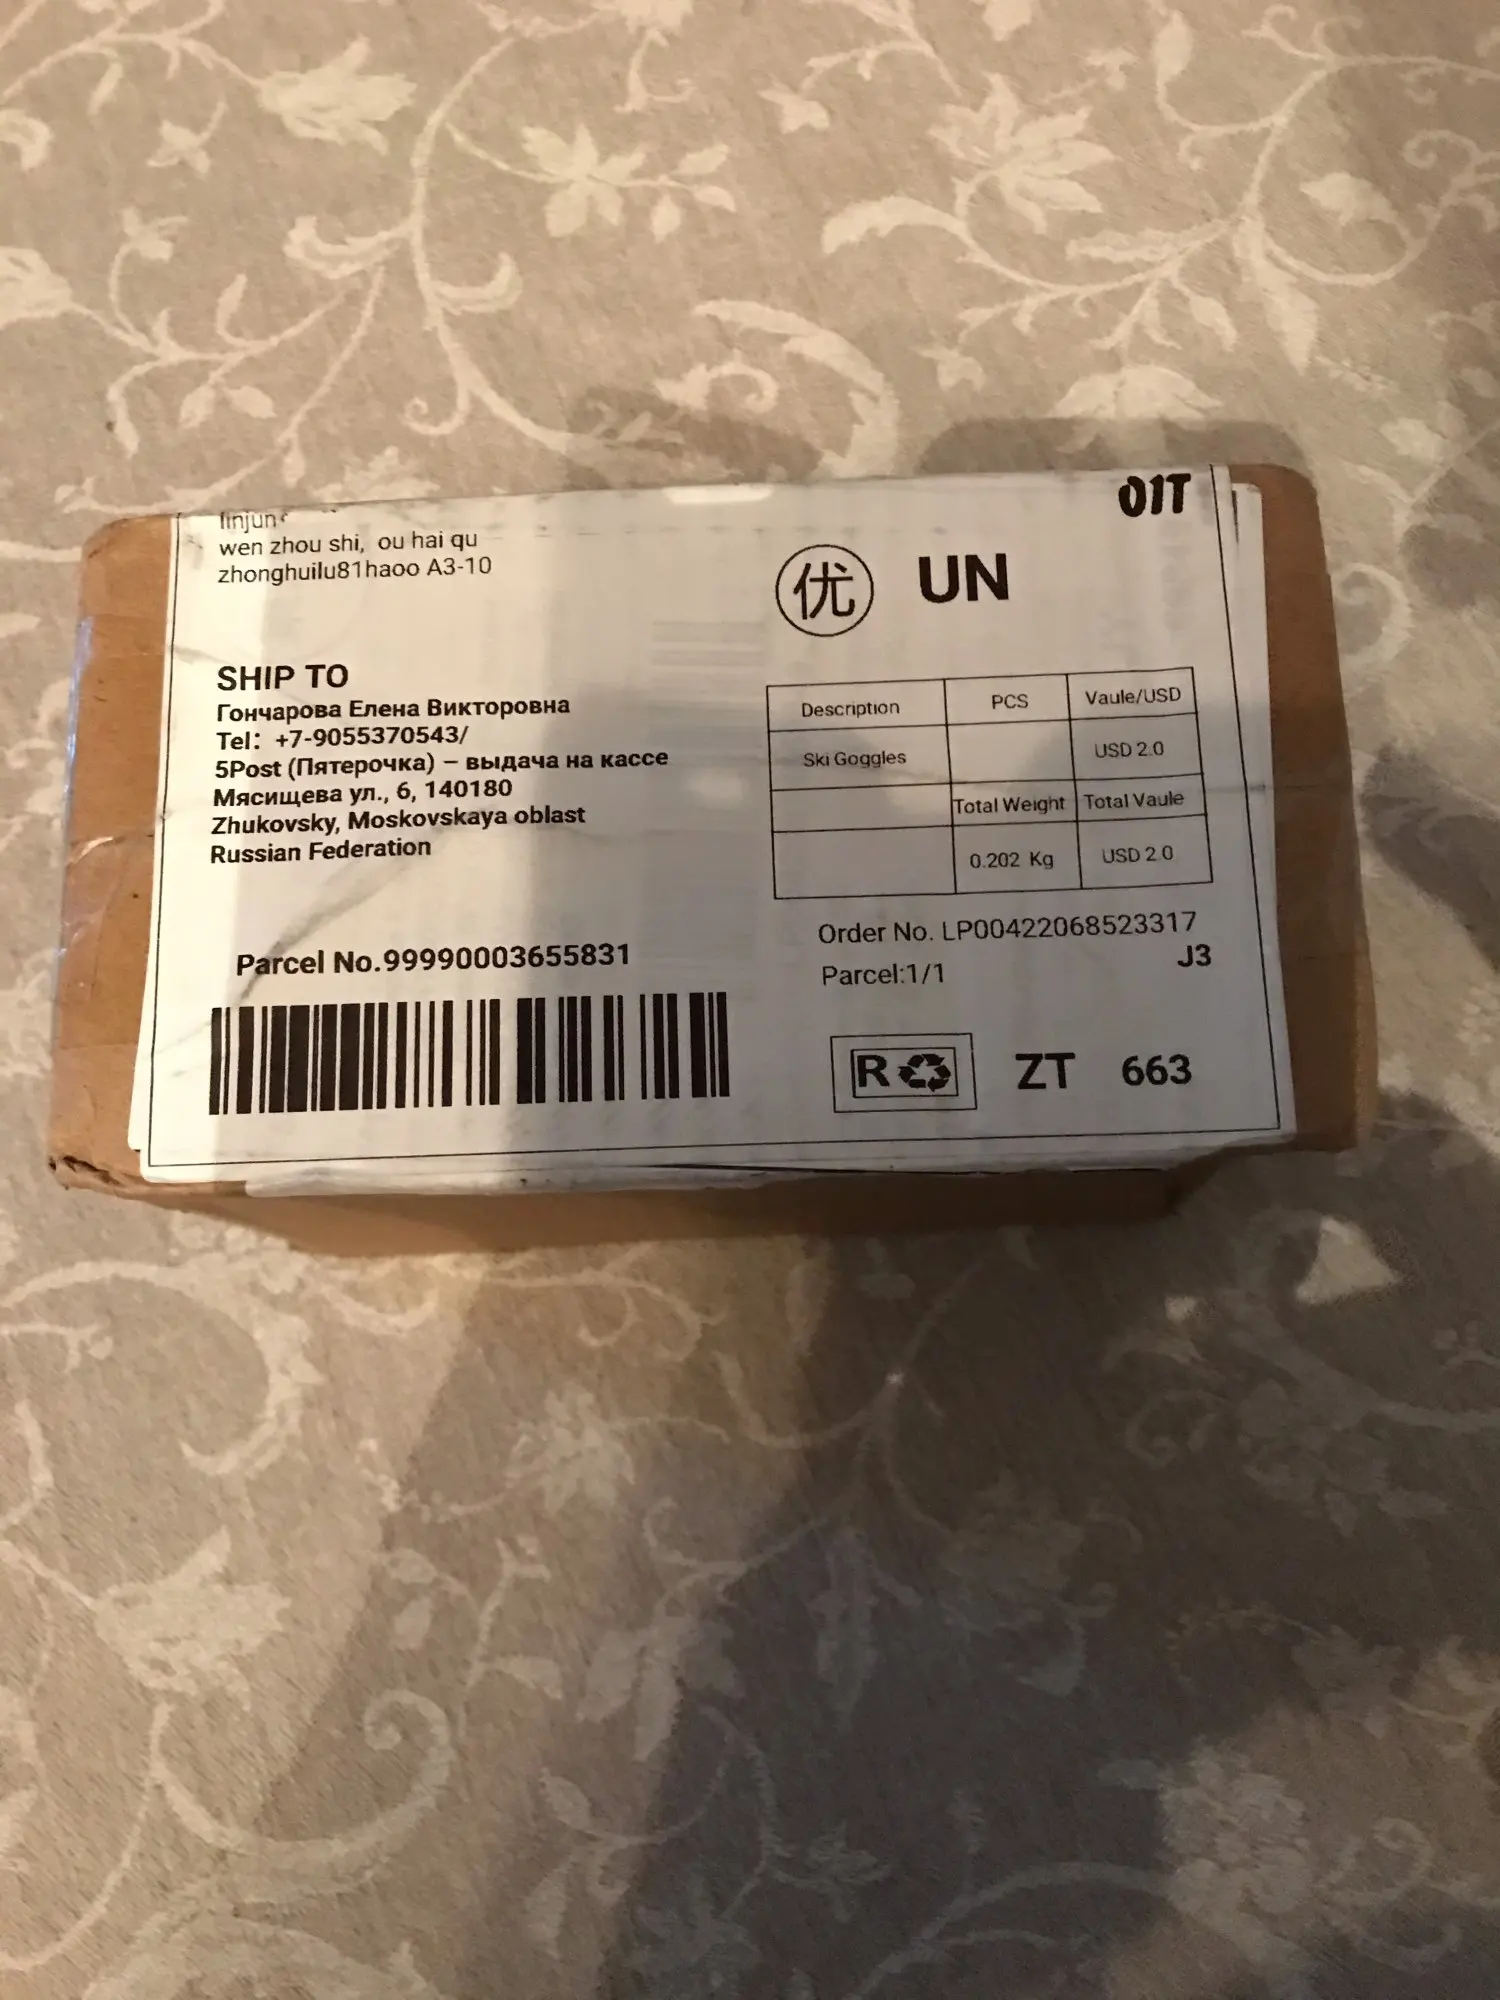 01T
linjun
wen zhou shi, ou hai qu
zhonghuilu81haoo A3-10
优 UN
SHIP TO
Гончарова Елена Викторовна
Tel: +7-9055370543/
5Post (Пятерочка) – выдача на кассе
Мясищева ул., 6, 140180
Zhukovsky, Moskovskaya oblast
Russian Federation
Description PCS Vaule/USD
Ski Goggles USD 2.0
Total Weight Total Vaule
0.202 Kg USD 2.0
Parcel No.99990003655831
Order No. LP00422068523317
Parcel:1/1 J3
R ZT 663